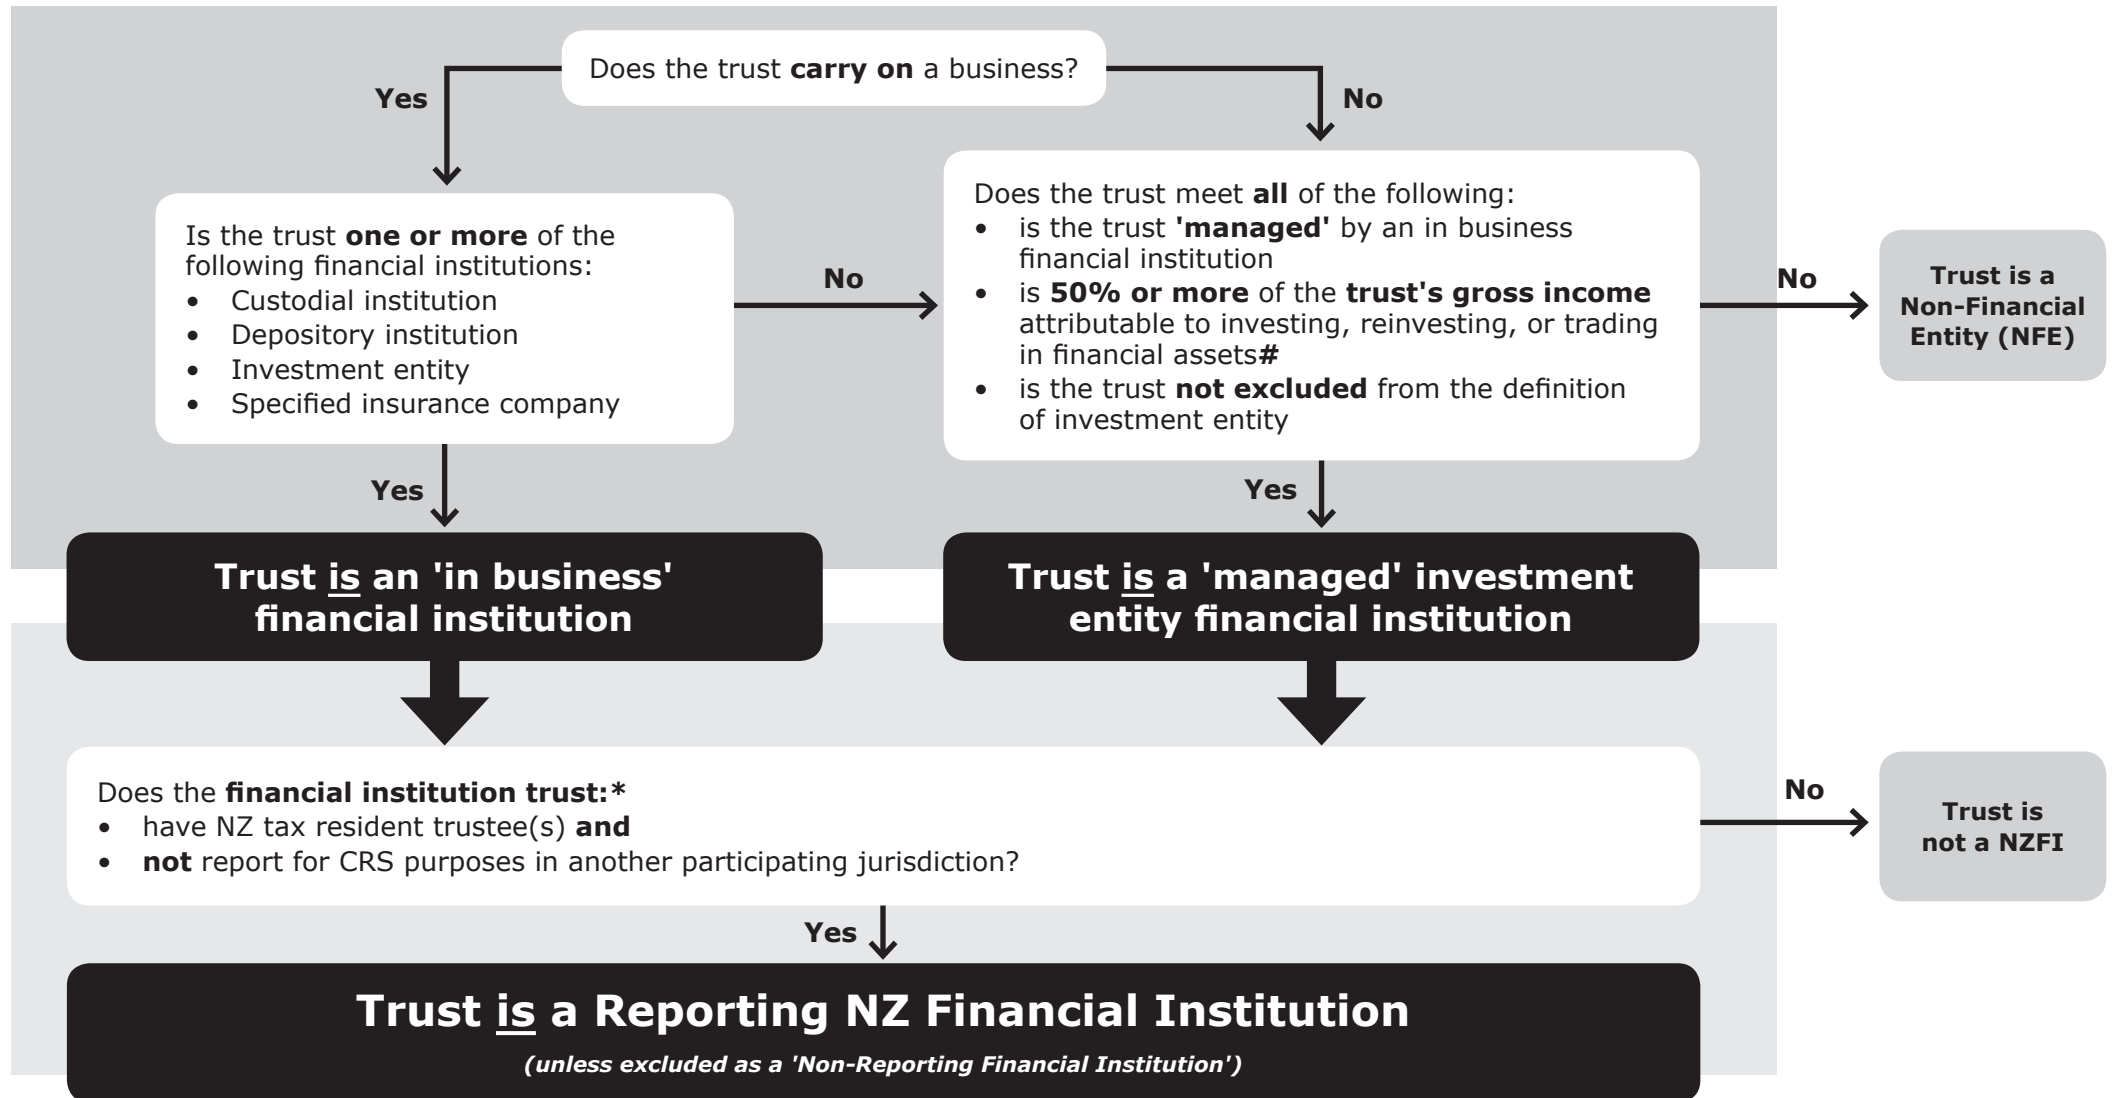 Does the trust carry on a business?
Yes
No
Is the trust one or more of the
following financial institutions:
• Custodial institution
• Depository institution
• Investment entity
• Specified insurance company
No
Does the trust meet all of the following:
• is the trust 'managed' by an in business
financial institution
• is 50% or more of the trust's gross income
attributable to investing, reinvesting, or trading
in financial assets#
• is the trust not excluded from the definition
of investment entity
No
Trust is a
Non-Financial
Entity (NFE)
Yes
Yes
Trust is an 'in business'
financial institution
Trust is a 'managed' investment
entity financial institution
Does the financial institution trust:*
• have NZ tax resident trustee(s) and
• not report for CRS purposes in another participating jurisdiction?
No
Trust is
not a NZFI
Yes
Trust is a Reporting NZ Financial Institution
(unless excluded as a 'Non-Reporting Financial Institution')